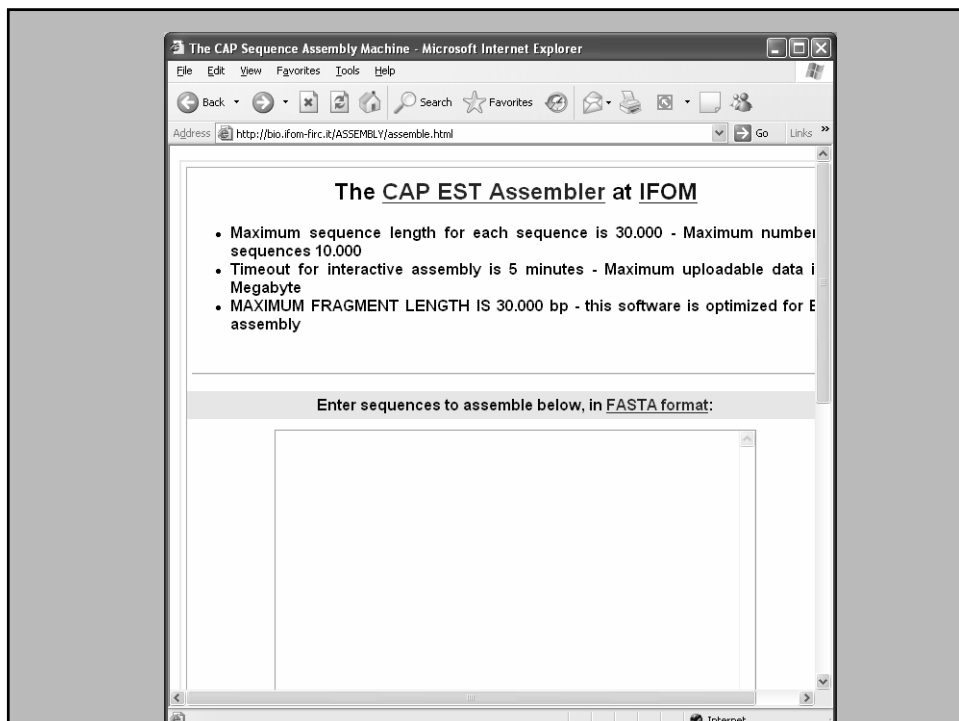 The CAP Sequence Assembly Machine - Microsoft Internet Explorer
File Edit View Favorites Tools Help
Back Search Favorites
Address http://bio.ifom-firc.it/ASSEMBLY/assemble.html Go Links »
The CAP EST Assembler at IFOM
• Maximum sequence length for each sequence is 30.000 - Maximum number
sequences 10.000
• Timeout for interactive assembly is 5 minutes - Maximum uploadable data i
Megabyte
• MAXIMUM FRAGMENT LENGTH IS 30.000 bp - this software is optimized for E
assembly
Enter sequences to assemble below, in FASTA format:
Internet